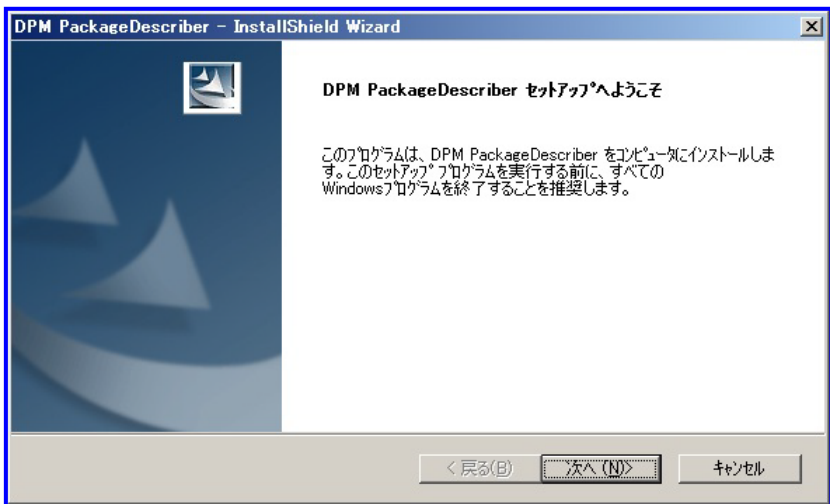 DPM PackageDescriber - InstallShield Wizard
DPM PackageDescriber ｾｯﾄｱｯﾌﾟへようこそ
このﾌﾟﾛｸﾞﾗﾑは、DPM PackageDescriber をｺﾝﾋﾟｭｰﾀにインストールしま
す。このｾｯﾄｱｯﾌﾟ ﾌﾟﾛｸﾞﾗﾑを実行する前に、すべての
Windowsﾌﾟﾛｸﾞﾗﾑを終了することを推奨します。
< 戻る(B)
次へ (N)>
ｷｬﾝｾﾙ